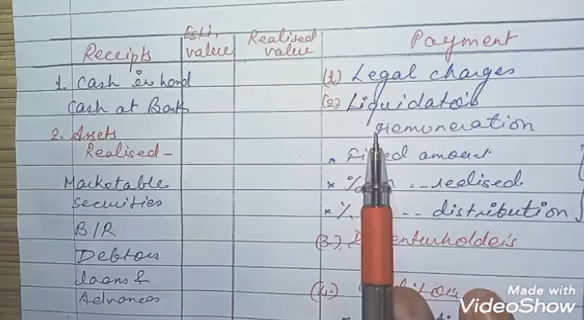 Receipts
Esti. value
Realised value
Payment
1. Cash in hand
Cash at Bank
2. Assets
Realised -
Marketable
Securities
B/R
Debtors
Loans &
Advances
(1) Legal charges
(2) Liquidator's
remuneration
* Fixed amount
* % .. realised
* % .. distribution
(3)
(4)
Made with
VideoShow